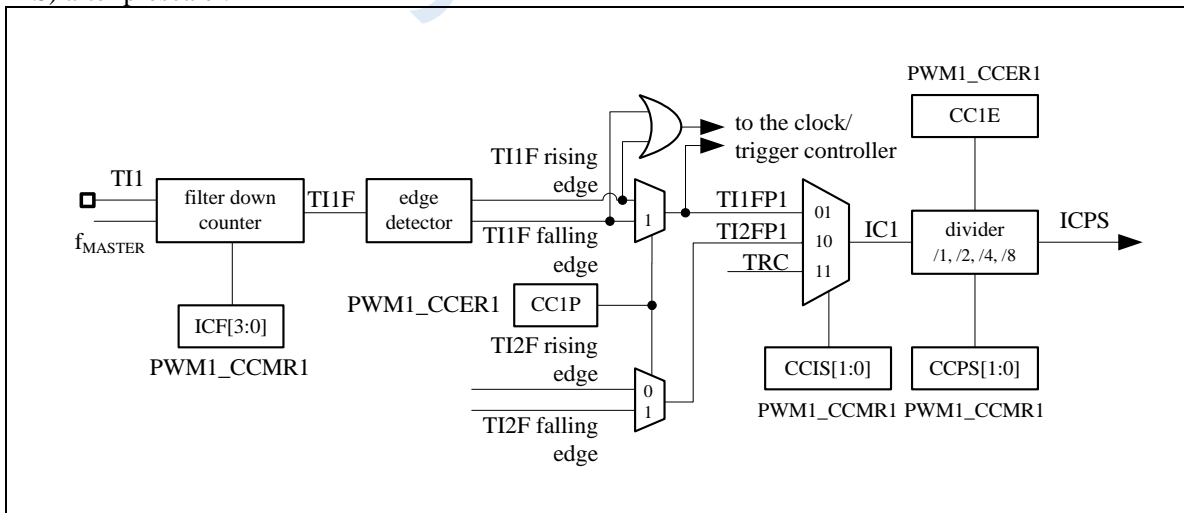 PWM1_CCER1
CC1E
to the clock/
trigger controller
TI1F rising
edge
TI1
filter down
counter
TI1F
edge
detector
1
TI1FP1
01
fMASTER
TI1F falling
edge
TI2FP1
10
IC1
divider
/1, /2, /4, /8
ICPS
TRC
11
PWM1_CCER1
CC1P
ICF[3:0]
PWM1_CCMR1
TI2F rising
edge
0
1
TI2F falling
edge
CCIS[1:0]
CCPS[1:0]
PWM1_CCMR1
PWM1_CCMR1